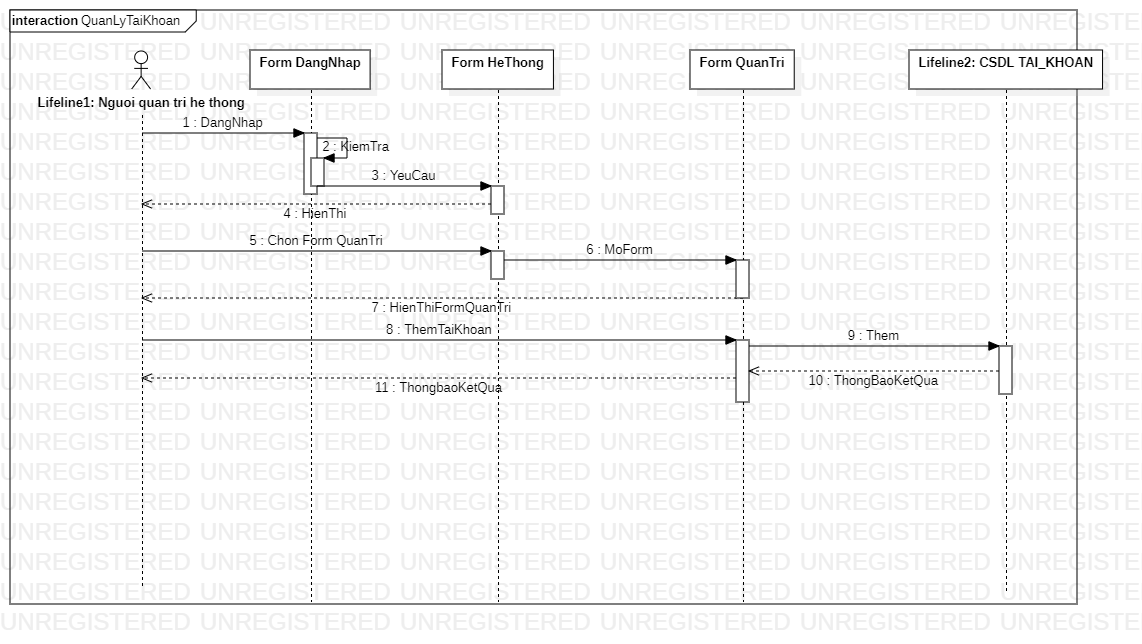 interaction QuanLyTaiKhoan
Form DangNhap
Form HeThong
Form QuanTri
Lifeline2: CSDL TAI_KHOAN
Lifeline1: Nguoi quan tri he thong
1 : DangNhap
2 : KiemTra
3 : YeuCau
4 : HienThi
5 : Chon Form QuanTri
6 : MoForm
7 : HienThiFormQuanTri
8 : ThemTaiKhoan
9 : Them
10 : ThongBaoKetQua
11 : ThongbaoKetQua
UNREGISTERED